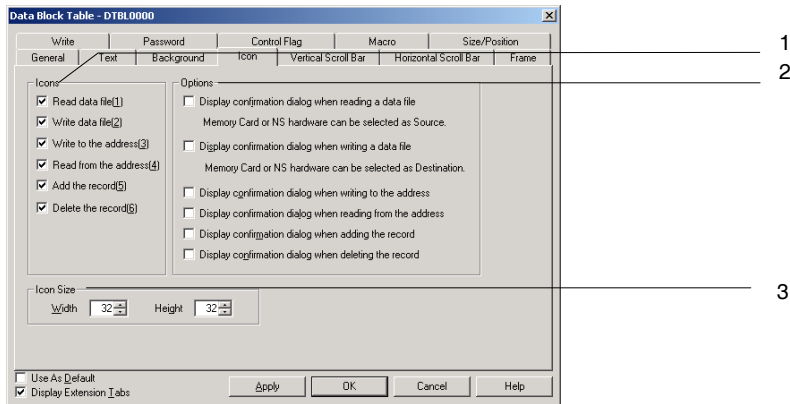 Data Block Table - DTBL0000
Write Password Control Flag Macro Size/Position
General Text Background Icon Vertical Scroll Bar Horizontal Scroll Bar Frame
1
2
Icons
Read data file(1)
Write data file(2)
Write to the address(3)
Read from the address(4)
Add the record(5)
Delete the record(6)
Options
Display confirmation dialog when reading a data file
Memory Card or NS hardware can be selected as Source.
Display confirmation dialog when writing a data file
Memory Card or NS hardware can be selected as Destination.
Display confirmation dialog when writing to the address
Display confirmation dialog when reading from the address
Display confirmation dialog when adding the record
Display confirmation dialog when deleting the record
Icon Size
3
Width 32 Height 32
Use As Default
Display Extension Tabs
Apply OK Cancel Help